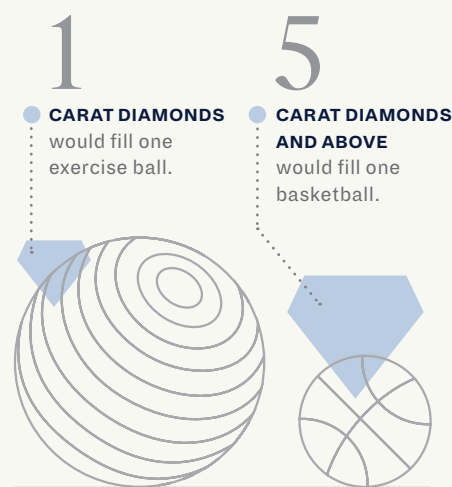 1
CARAT DIAMONDS
would fill one
exercise ball.
5
CARAT DIAMONDS
AND ABOVE
would fill one
basketball.